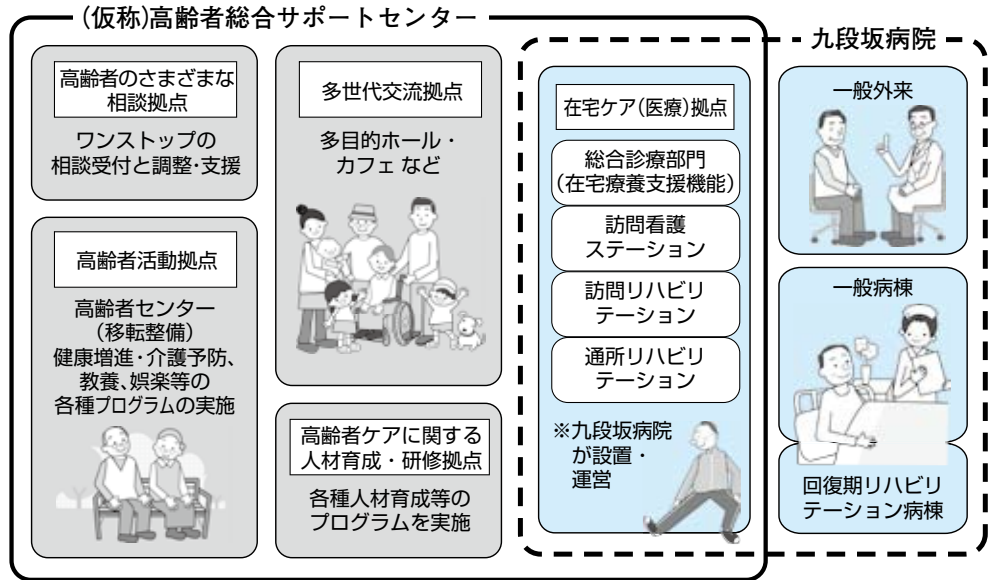 (仮称)高齢者総合サポートセンター
高齢者のさまざまな
相談拠点
ワンストップの
相談受付と調整・支援
高齢者活動拠点
高齢者センター
(移転整備)
健康増進・介護予防、
教養、娯楽等の
各種プログラムの実施
多世代交流拠点
多目的ホール・
カフェ など
高齢者ケアに関する
人材育成・研修拠点
各種人材育成等の
プログラムを実施
在宅ケア(医療)拠点
総合診療部門
(在宅療養支援機能)
訪問看護
ステーション
訪問リハビリ
テーション
通所リハビリ
テーション
※九段坂病院
が設置・
運営
九段坂病院
一般外来
一般病棟
回復期リハビリ
テーション病棟